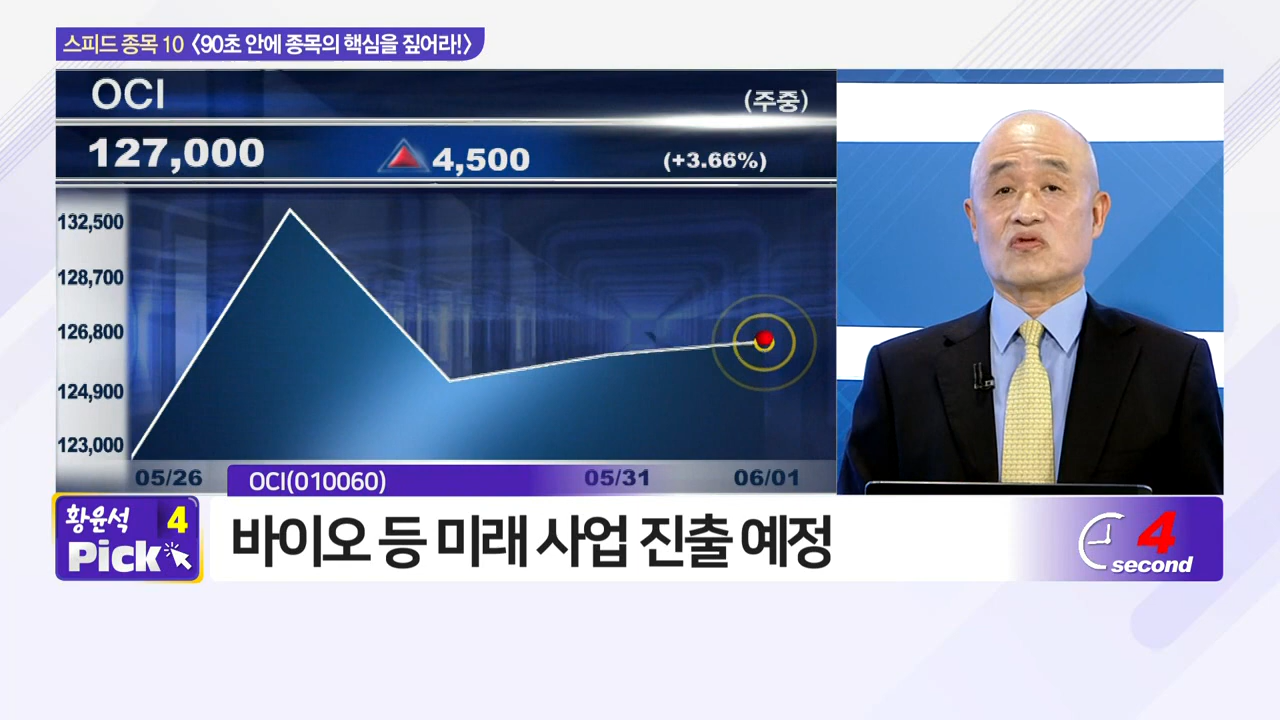 스피드 종목 10 <90초 안에 종목의 핵심을 짚어라!>
OCI
(주중)
127,000 ▲ 4,500 (+3.66%)
132,500
128,700
126,800
124,900
123,000
05/26 05/31 06/01
OCI(010060)
황윤석 4
Pick
바이오 등 미래 사업 진출 예정
4
second